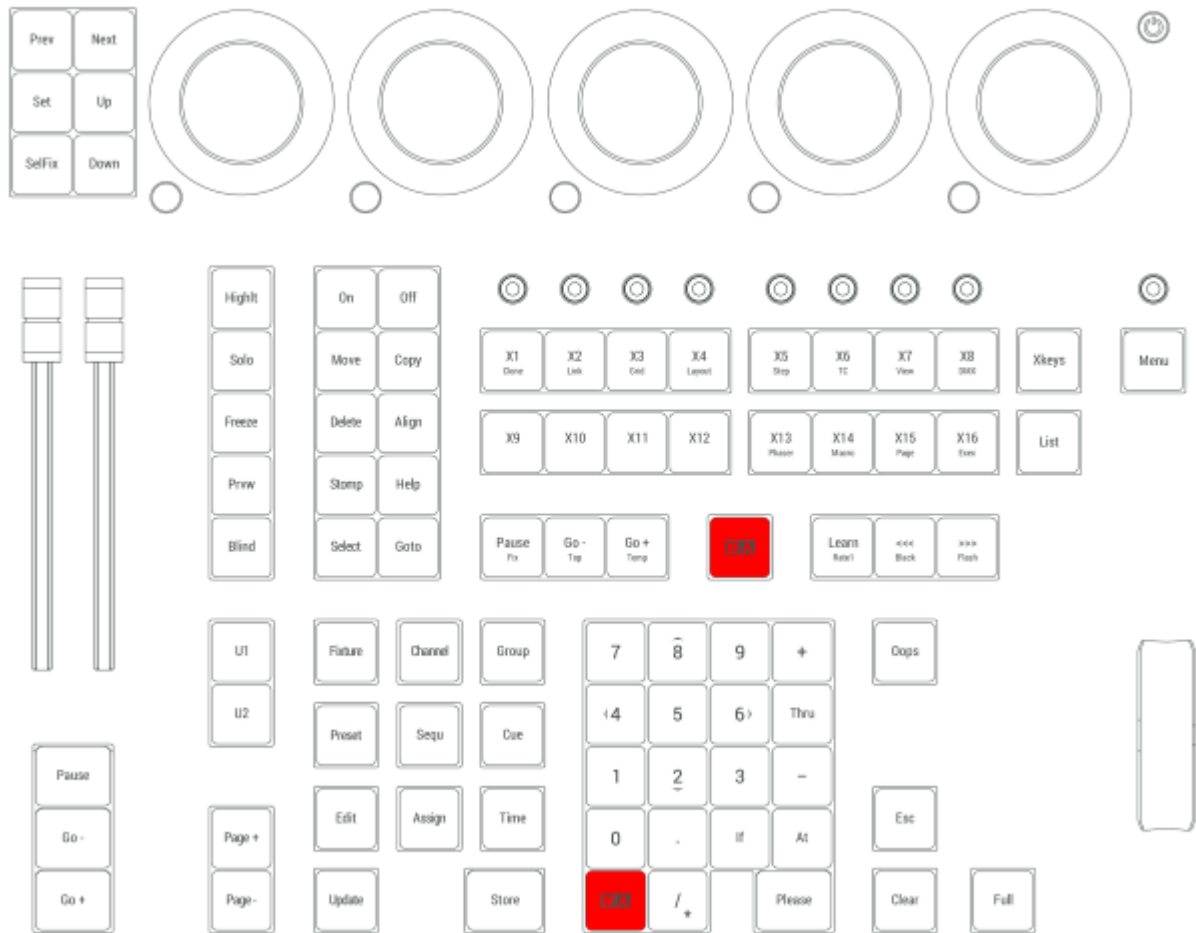 Prev Next
Set Up
SelFix Down
Highlt On Off
Solo Move Copy X1 X2 X3 X4 X5 X6 X7 X8 Xkeys Menu
Clone Link Grid Layout Step TC View DMX
Freeze Delete Align X9 X10 X11 X12 X13 X14 X15 X16 List
Phaser Macro Page Exec
Prvw Stomp Help
Blind Select Goto Pause Go - Go + MA Learn <<< >>>
Fix Top Temp Rate1 Black Flash
U1 Fixture Channel Group 7 8 9 + Oops
U2 Preset Sequ Cue 4 5 6 Thru
Pause 1 2 3 -
Go - Page + Edit Assign Time 0 . If At Esc
Go + Page - Update Store MA / * Please Clear Full